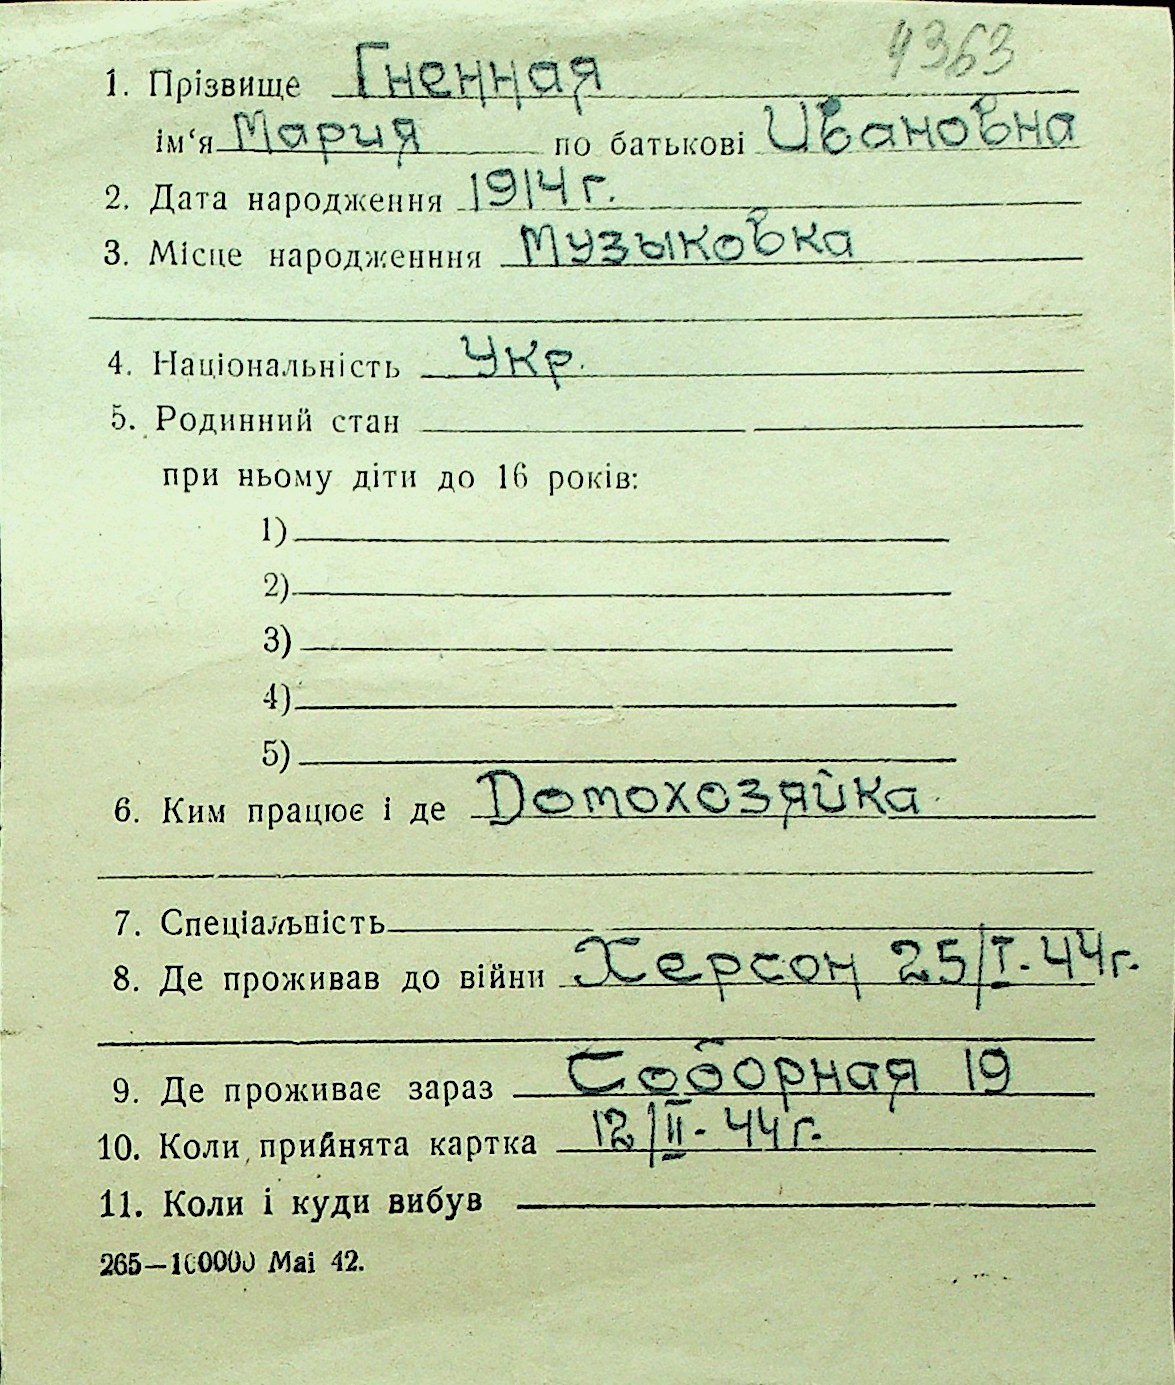 4363
1. Прізвище Гненная
ім‘я Мария по батькові Ивановна
2. Дата народження 1914 г.
3. Місце народженння Музыковка
4. Національність Укр.
5. Родинний стан
при ньому діти до 16 років:
1)
2)
3)
4)
5)
6. Ким працює і де Домохозяйка
7. Спеціальність
8. Де проживав до війни Херсон 25/I-44г.
9. Де проживає зараз Соборная 19
10. Коли прийнята картка 12/II-44г.
11. Коли і куди вибув
265—100000 Mai 42.